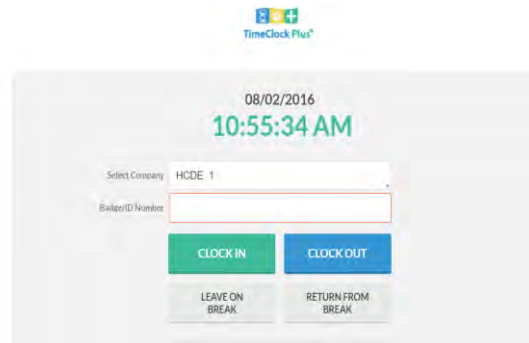 TimeClock Plus®
08/02/2016
10:55:34 AM
Select Company HCDE 1
Badge/ID Number
CLOCK IN CLOCK OUT
LEAVE ON BREAK RETURN FROM BREAK